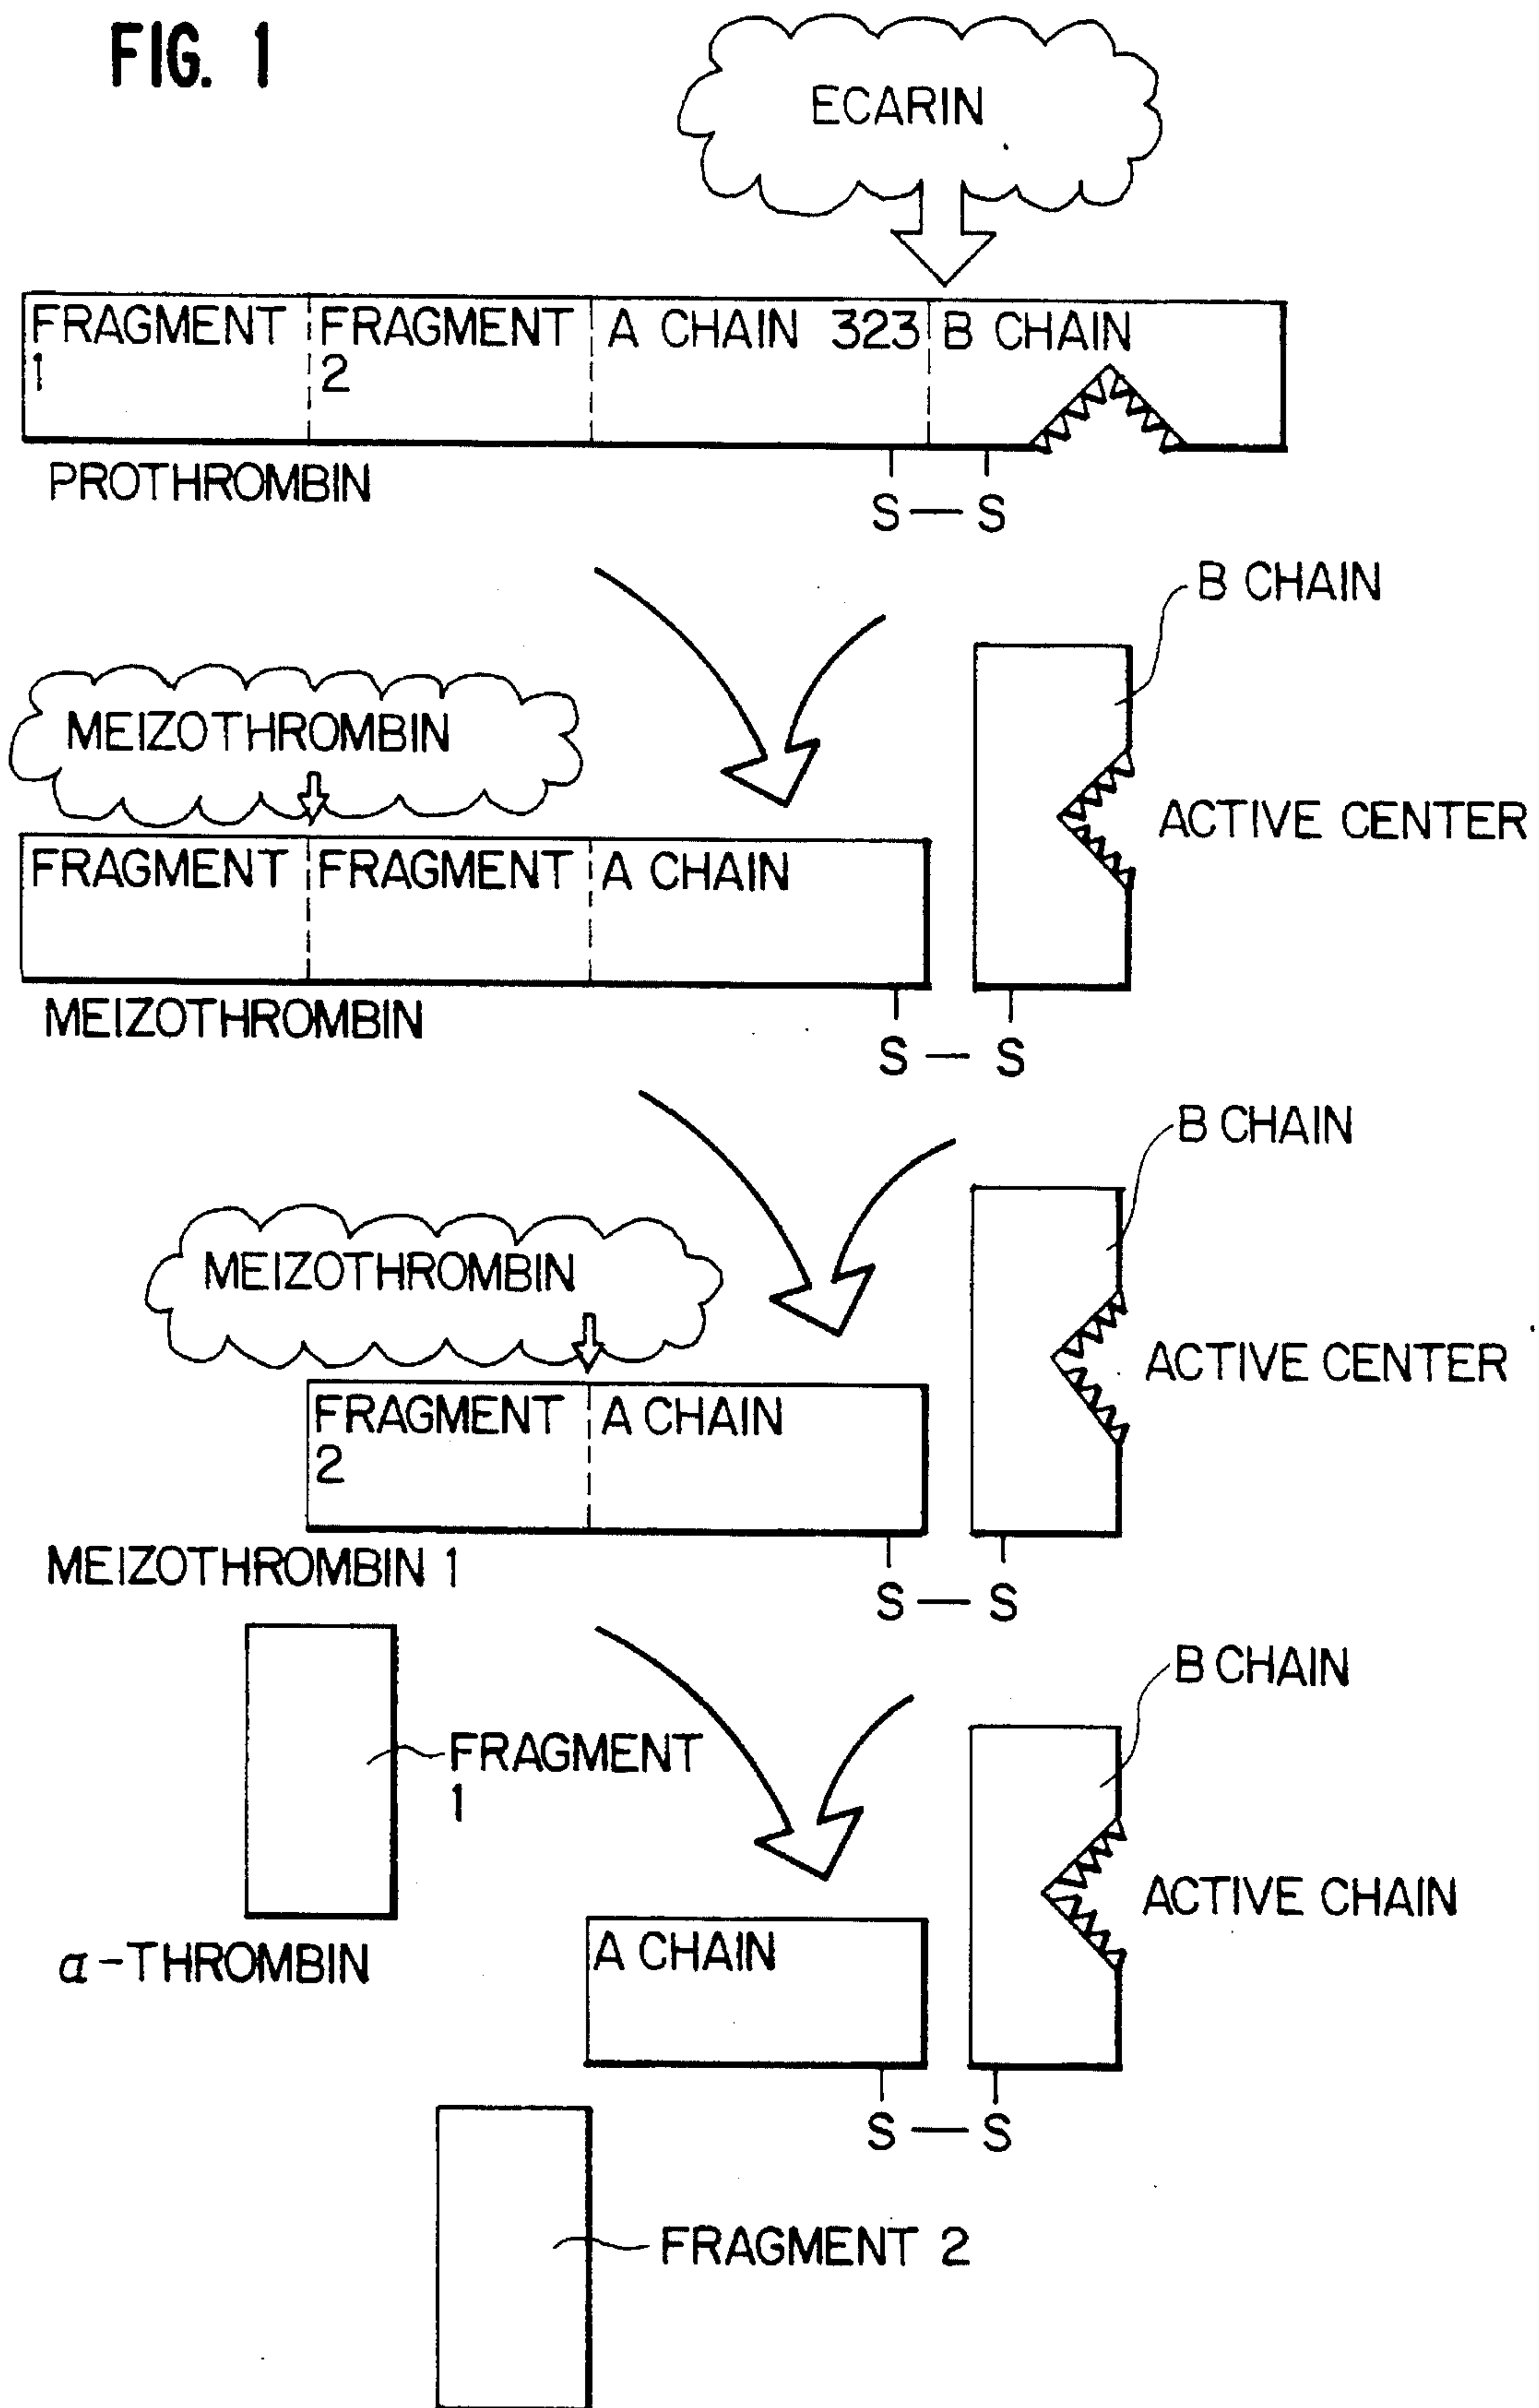 FIG. 1
ECARIN
FRAGMENT 1
FRAGMENT 2
A CHAIN 323
B CHAIN
PROTHROMBIN
S — S
B CHAIN
MEIZOTHROMBIN
ACTIVE CENTER
FRAGMENT
FRAGMENT
A CHAIN
MEIZOTHROMBIN
S — S
B CHAIN
MEIZOTHROMBIN
ACTIVE CENTER
FRAGMENT 2
A CHAIN
MEIZOTHROMBIN 1
S — S
B CHAIN
FRAGMENT 1
ACTIVE CHAIN
α-THROMBIN
A CHAIN
S — S
FRAGMENT 2